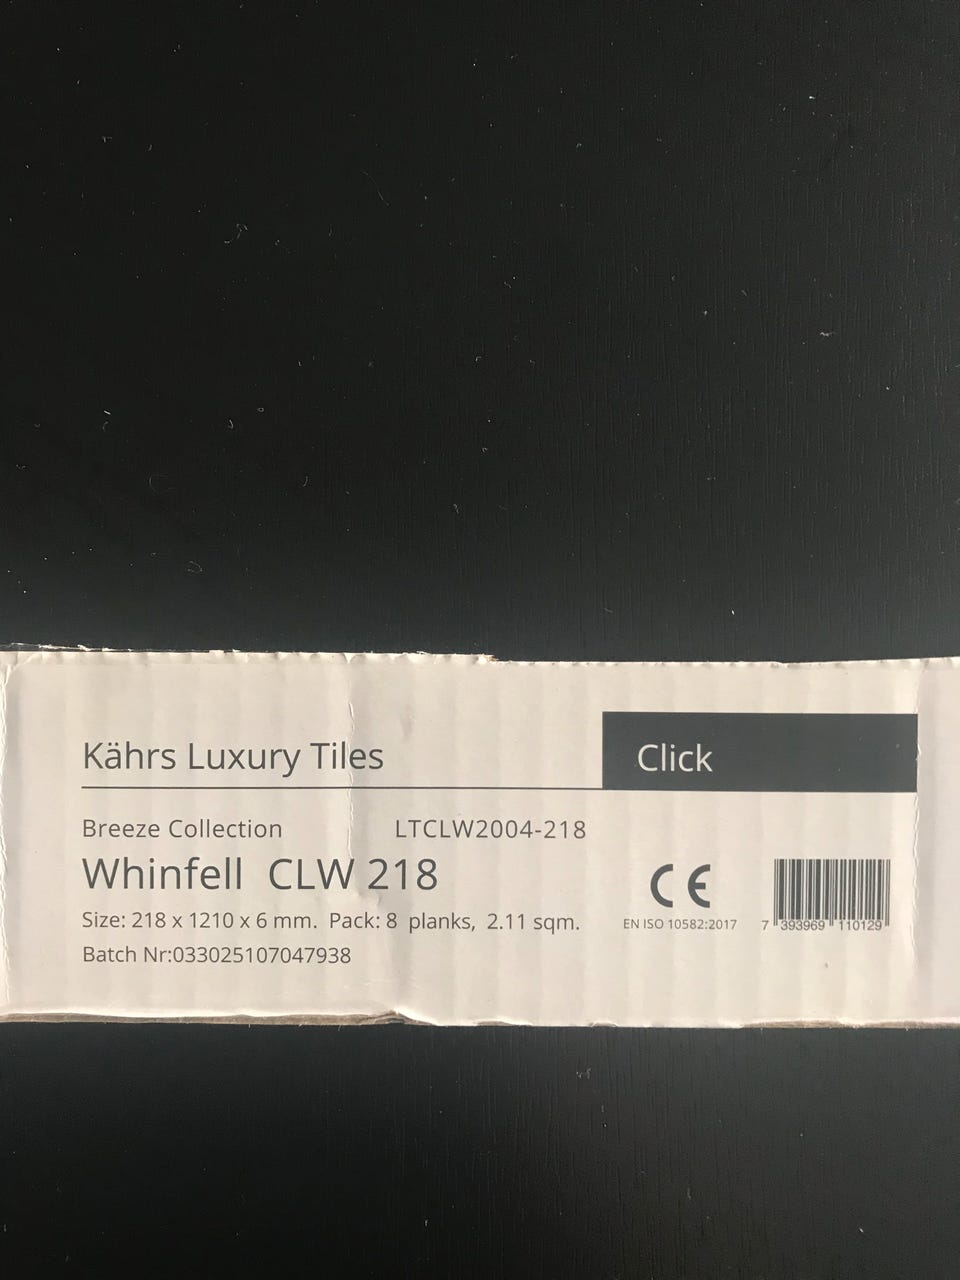 Kährs Luxury Tiles
Click
Breeze Collection LTCLW2004-218
Whinfell CLW 218
Size: 218 x 1210 x 6 mm. Pack: 8 planks, 2.11 sqm.
Batch Nr:033025107047938
CE
EN ISO 10582:2017
7 393969 110129